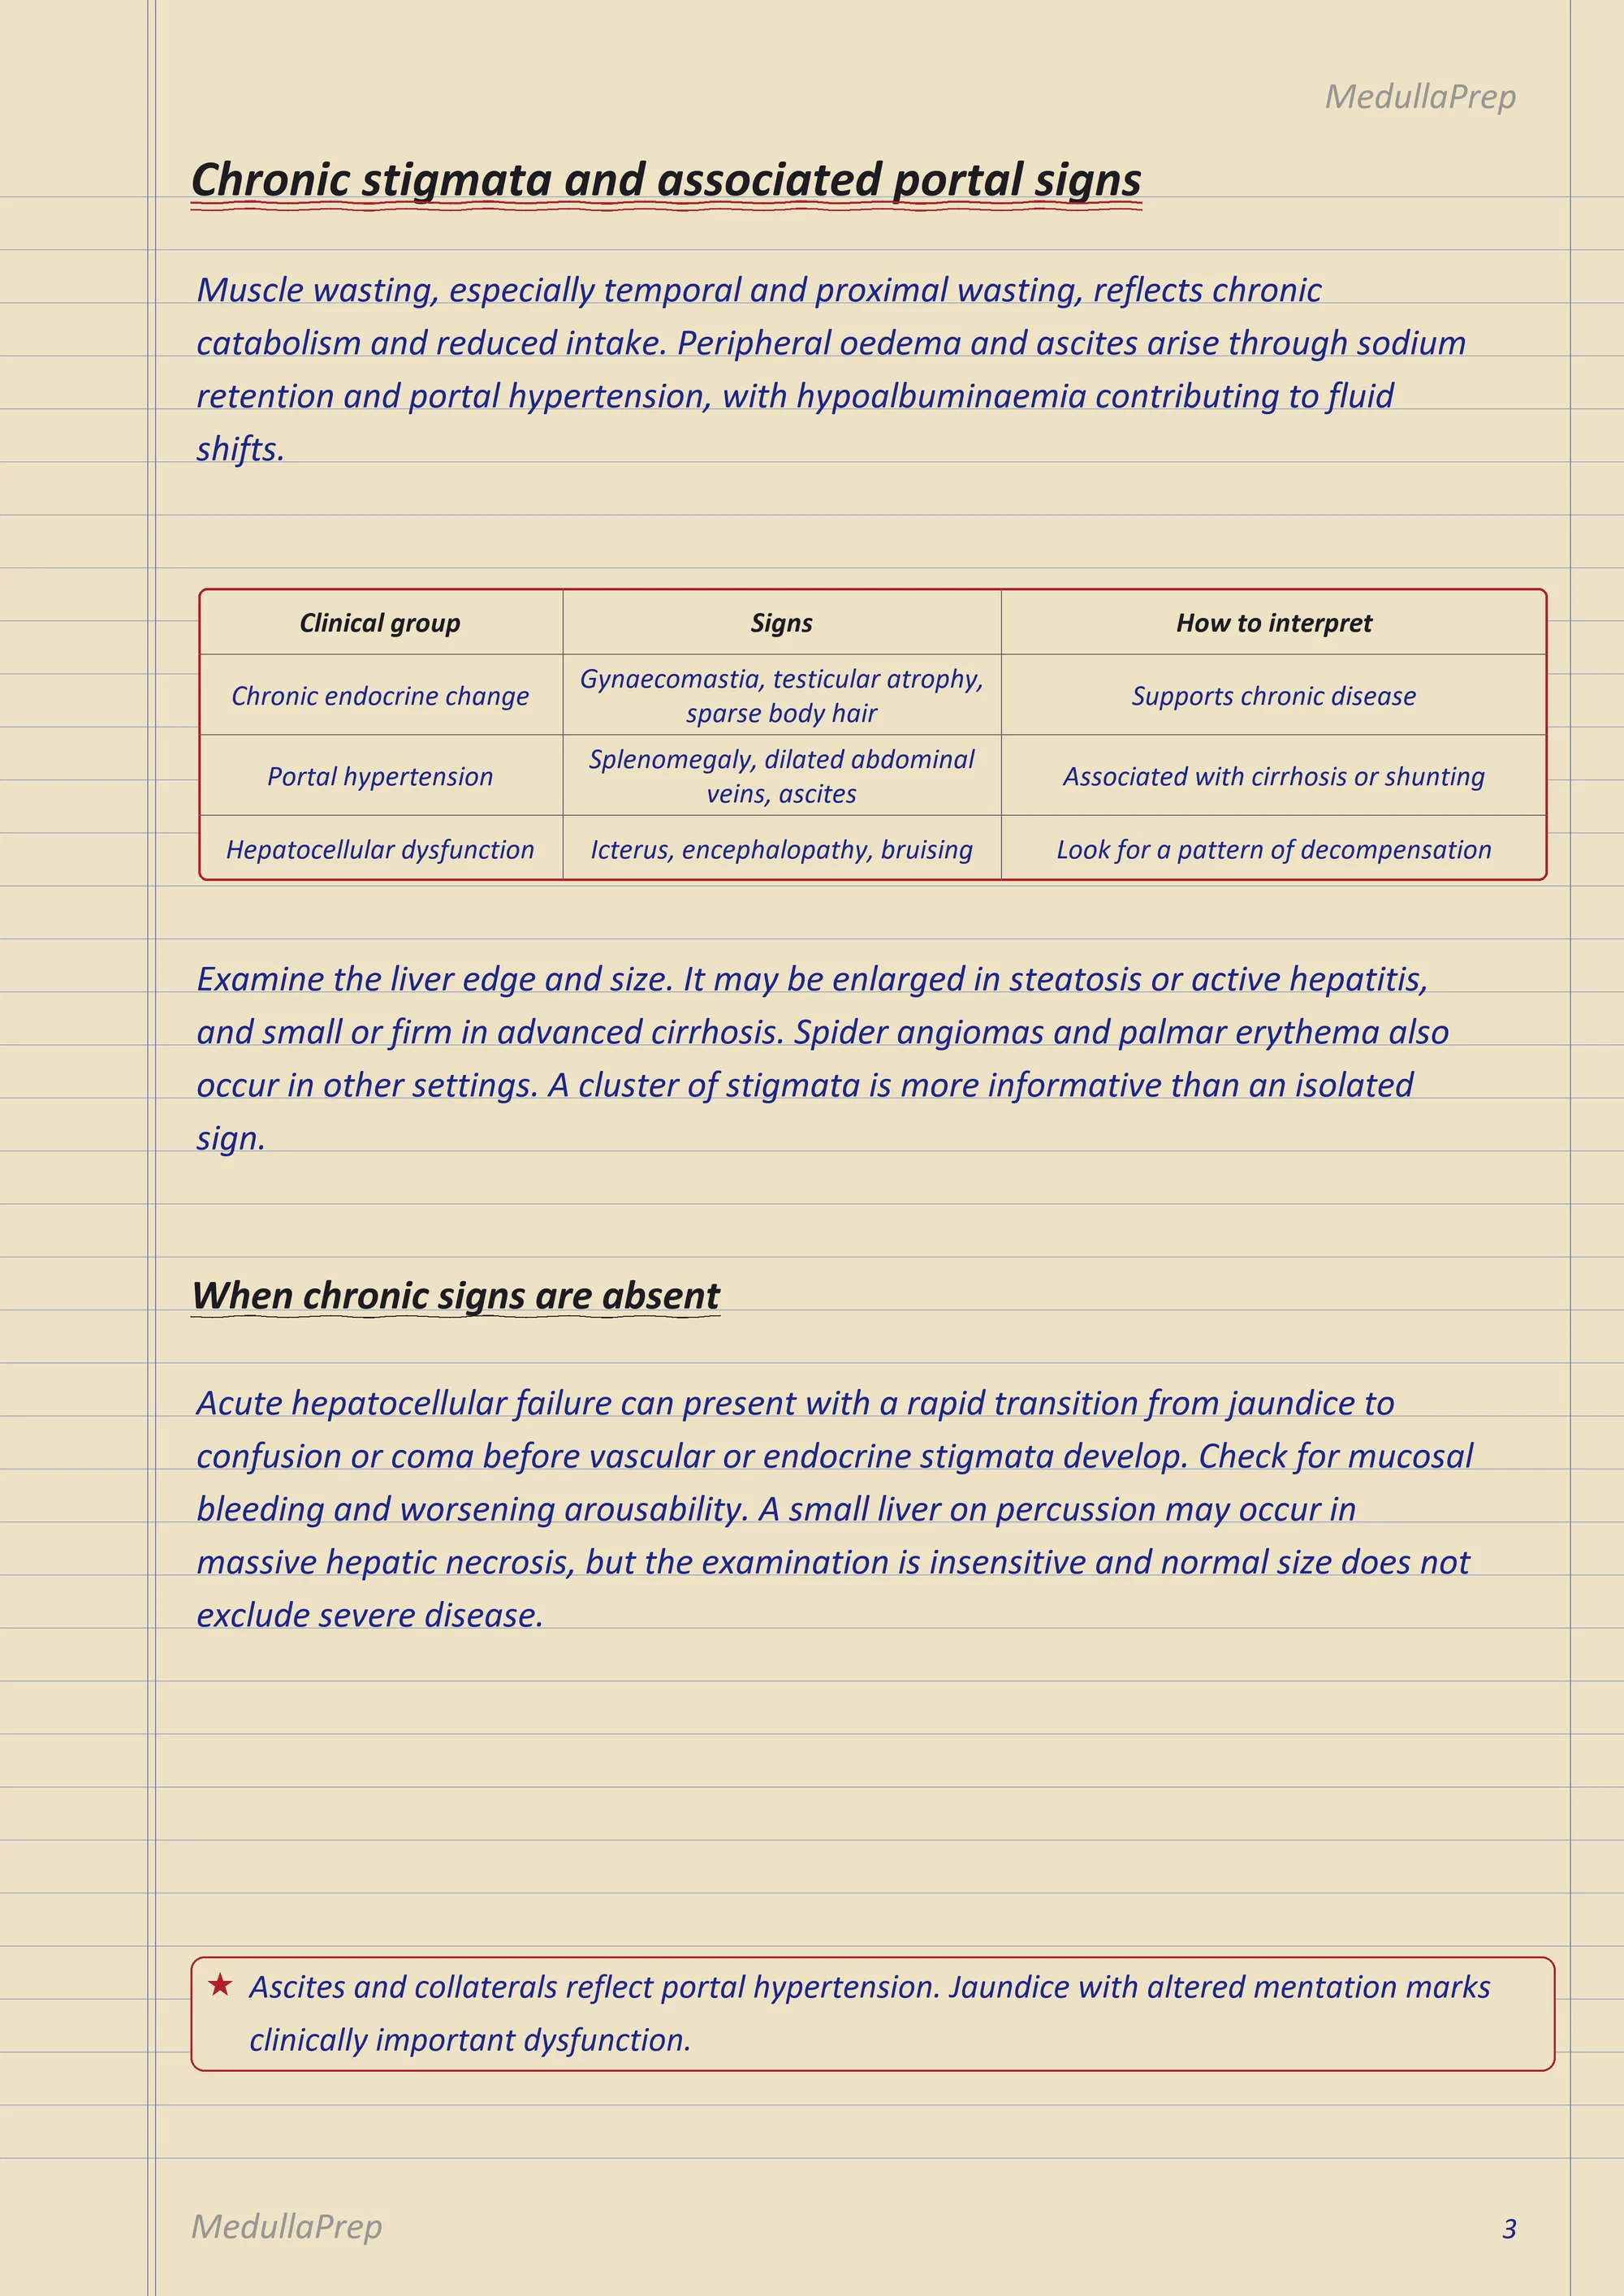 MedullaPrep
Chronic stigmata and associated portal signs
Muscle wasting, especially temporal and proximal wasting, reflects chronic
catabolism and reduced intake. Peripheral oedema and ascites arise through sodium
retention and portal hypertension, with hypoalbuminaemia contributing to fluid
shifts.
Clinical group Signs How to interpret
Chronic endocrine change Gynaecomastia, testicular atrophy, Supports chronic disease
sparse body hair
Portal hypertension Splenomegaly, dilated abdominal Associated with cirrhosis or shunting
veins, ascites
Hepatocellular dysfunction Icterus, encephalopathy, bruising Look for a pattern of decompensation
Examine the liver edge and size. It may be enlarged in steatosis or active hepatitis,
and small or firm in advanced cirrhosis. Spider angiomas and palmar erythema also
occur in other settings. A cluster of stigmata is more informative than an isolated
sign.
When chronic signs are absent
Acute hepatocellular failure can present with a rapid transition from jaundice to
confusion or coma before vascular or endocrine stigmata develop. Check for mucosal
bleeding and worsening arousability. A small liver on percussion may occur in
massive hepatic necrosis, but the examination is insensitive and normal size does not
exclude severe disease.
★ Ascites and collaterals reflect portal hypertension. Jaundice with altered mentation marks
clinically important dysfunction.
MedullaPrep 3